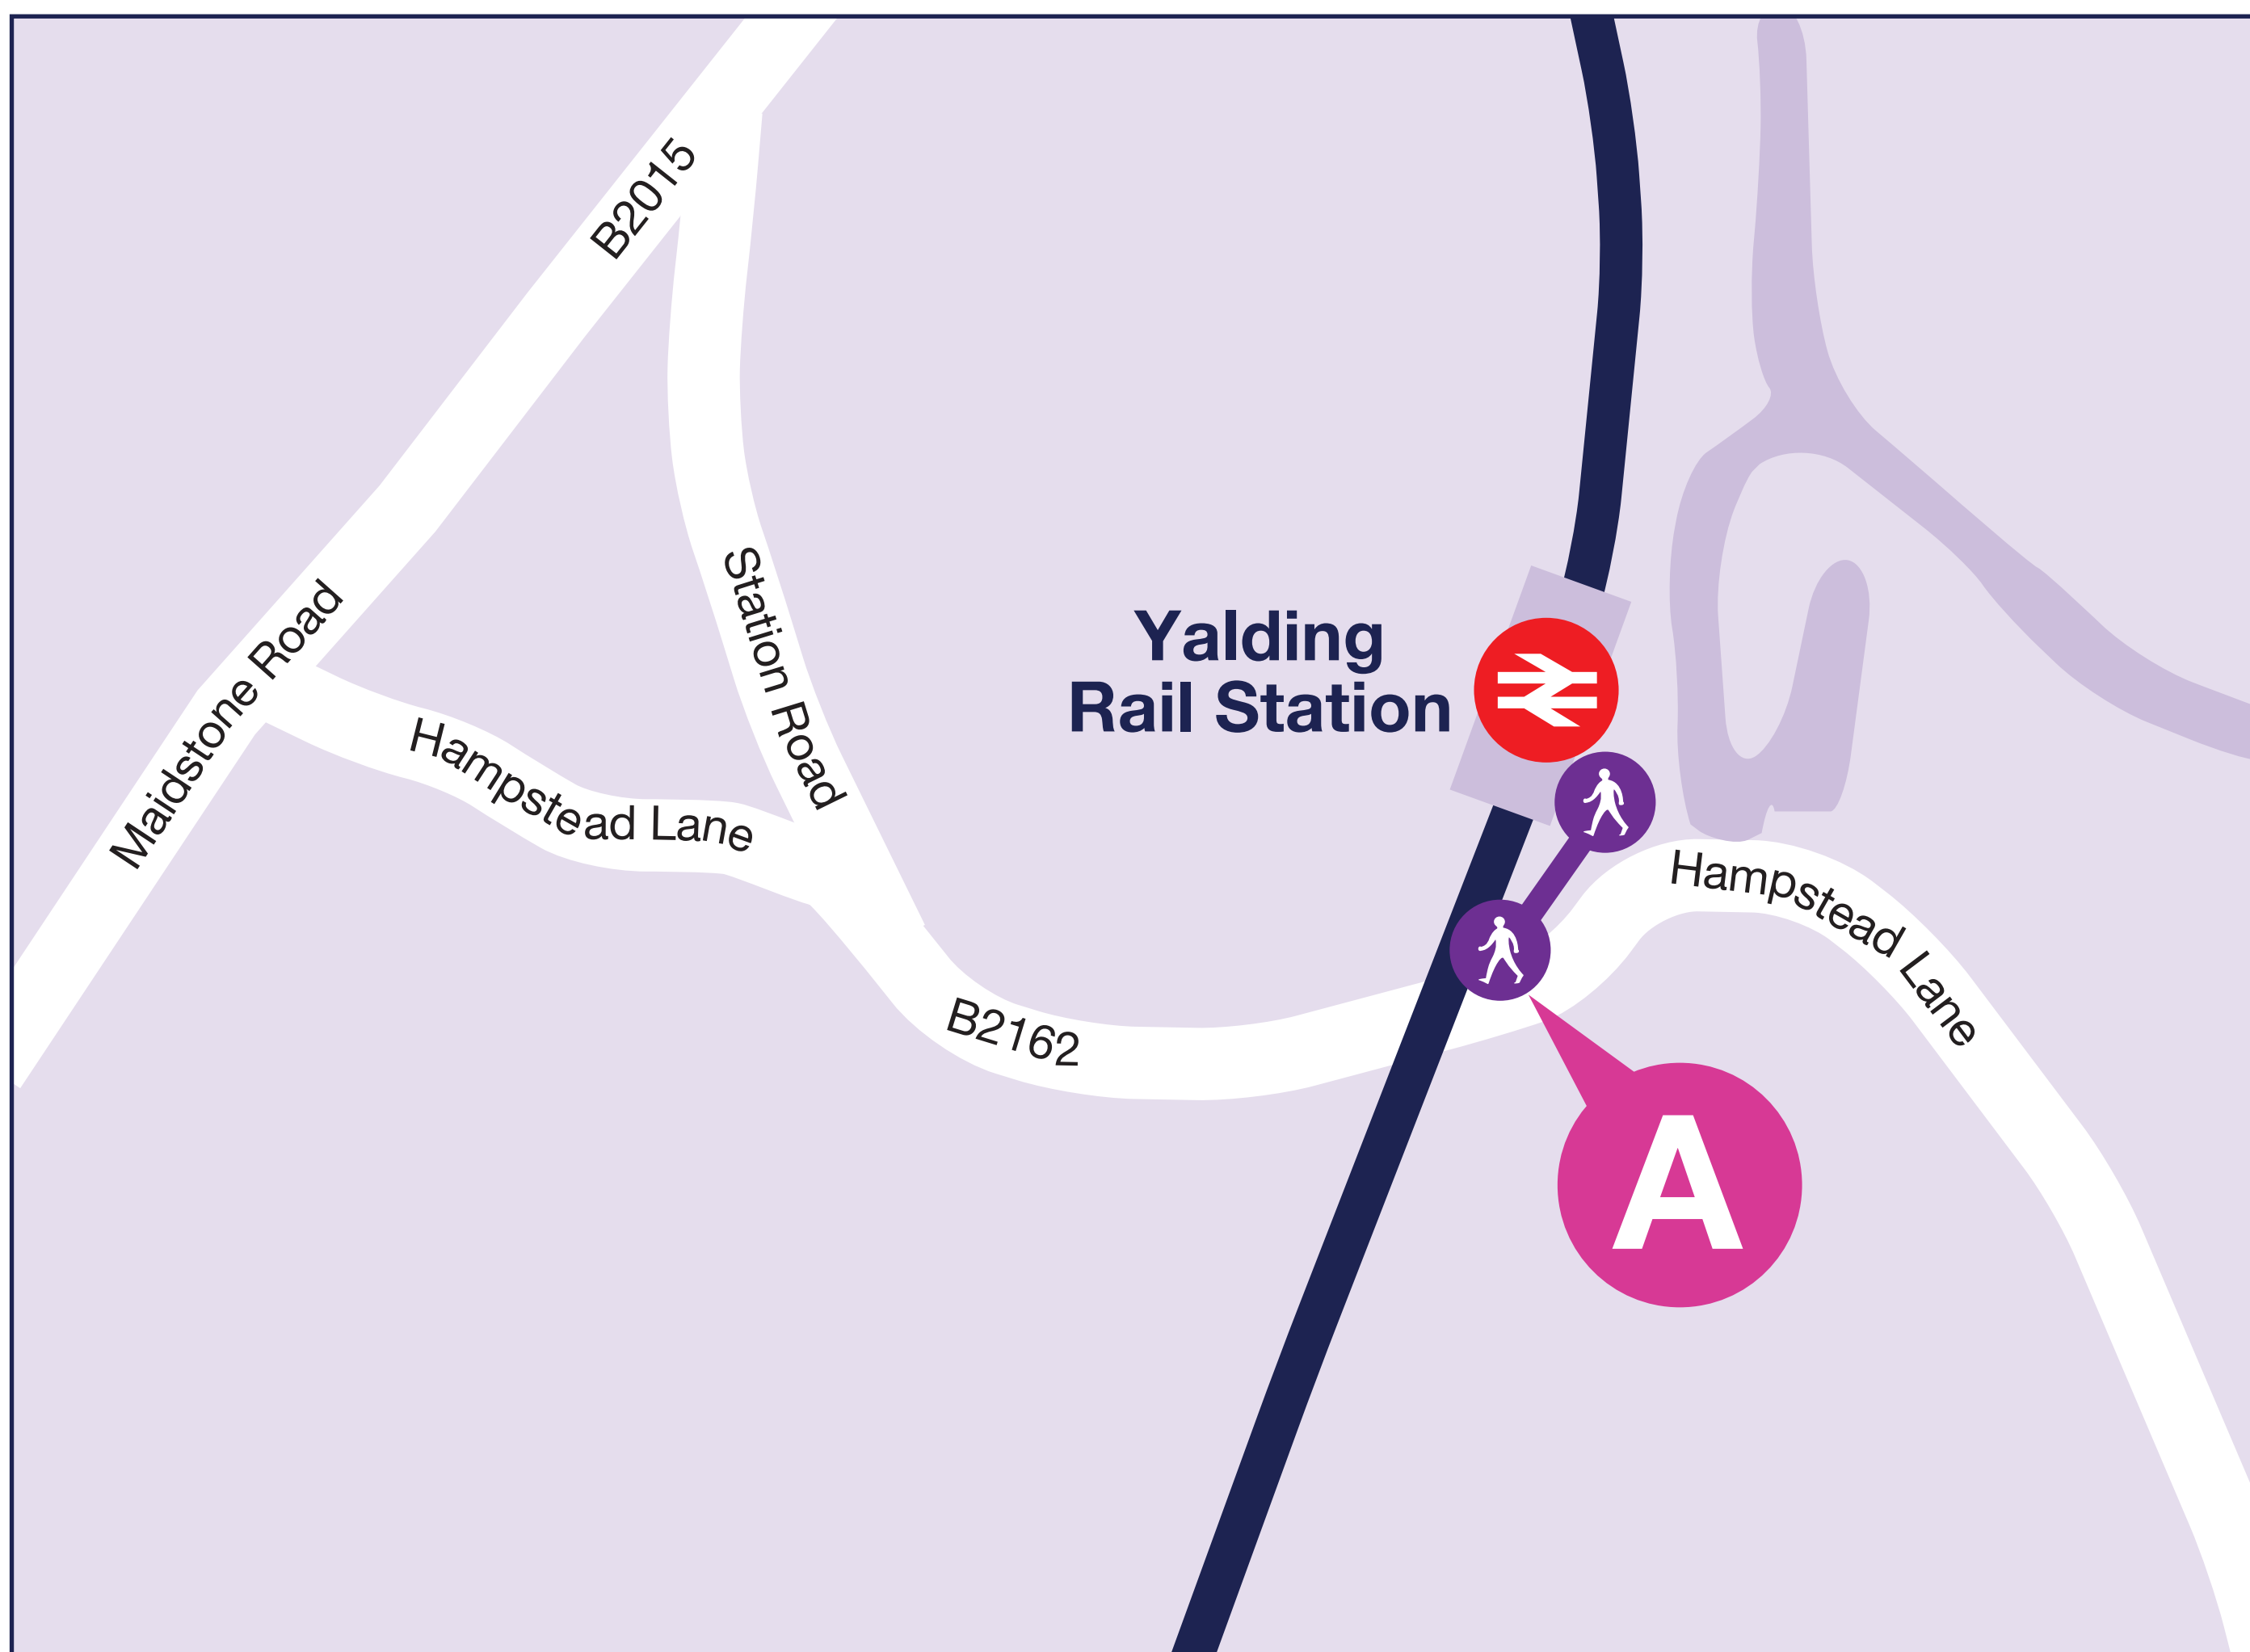 B2015
Maidstone Road
Station Road
Hampstead Lane
Yalding
Rail Station
Hampstead Lane
B2162
A